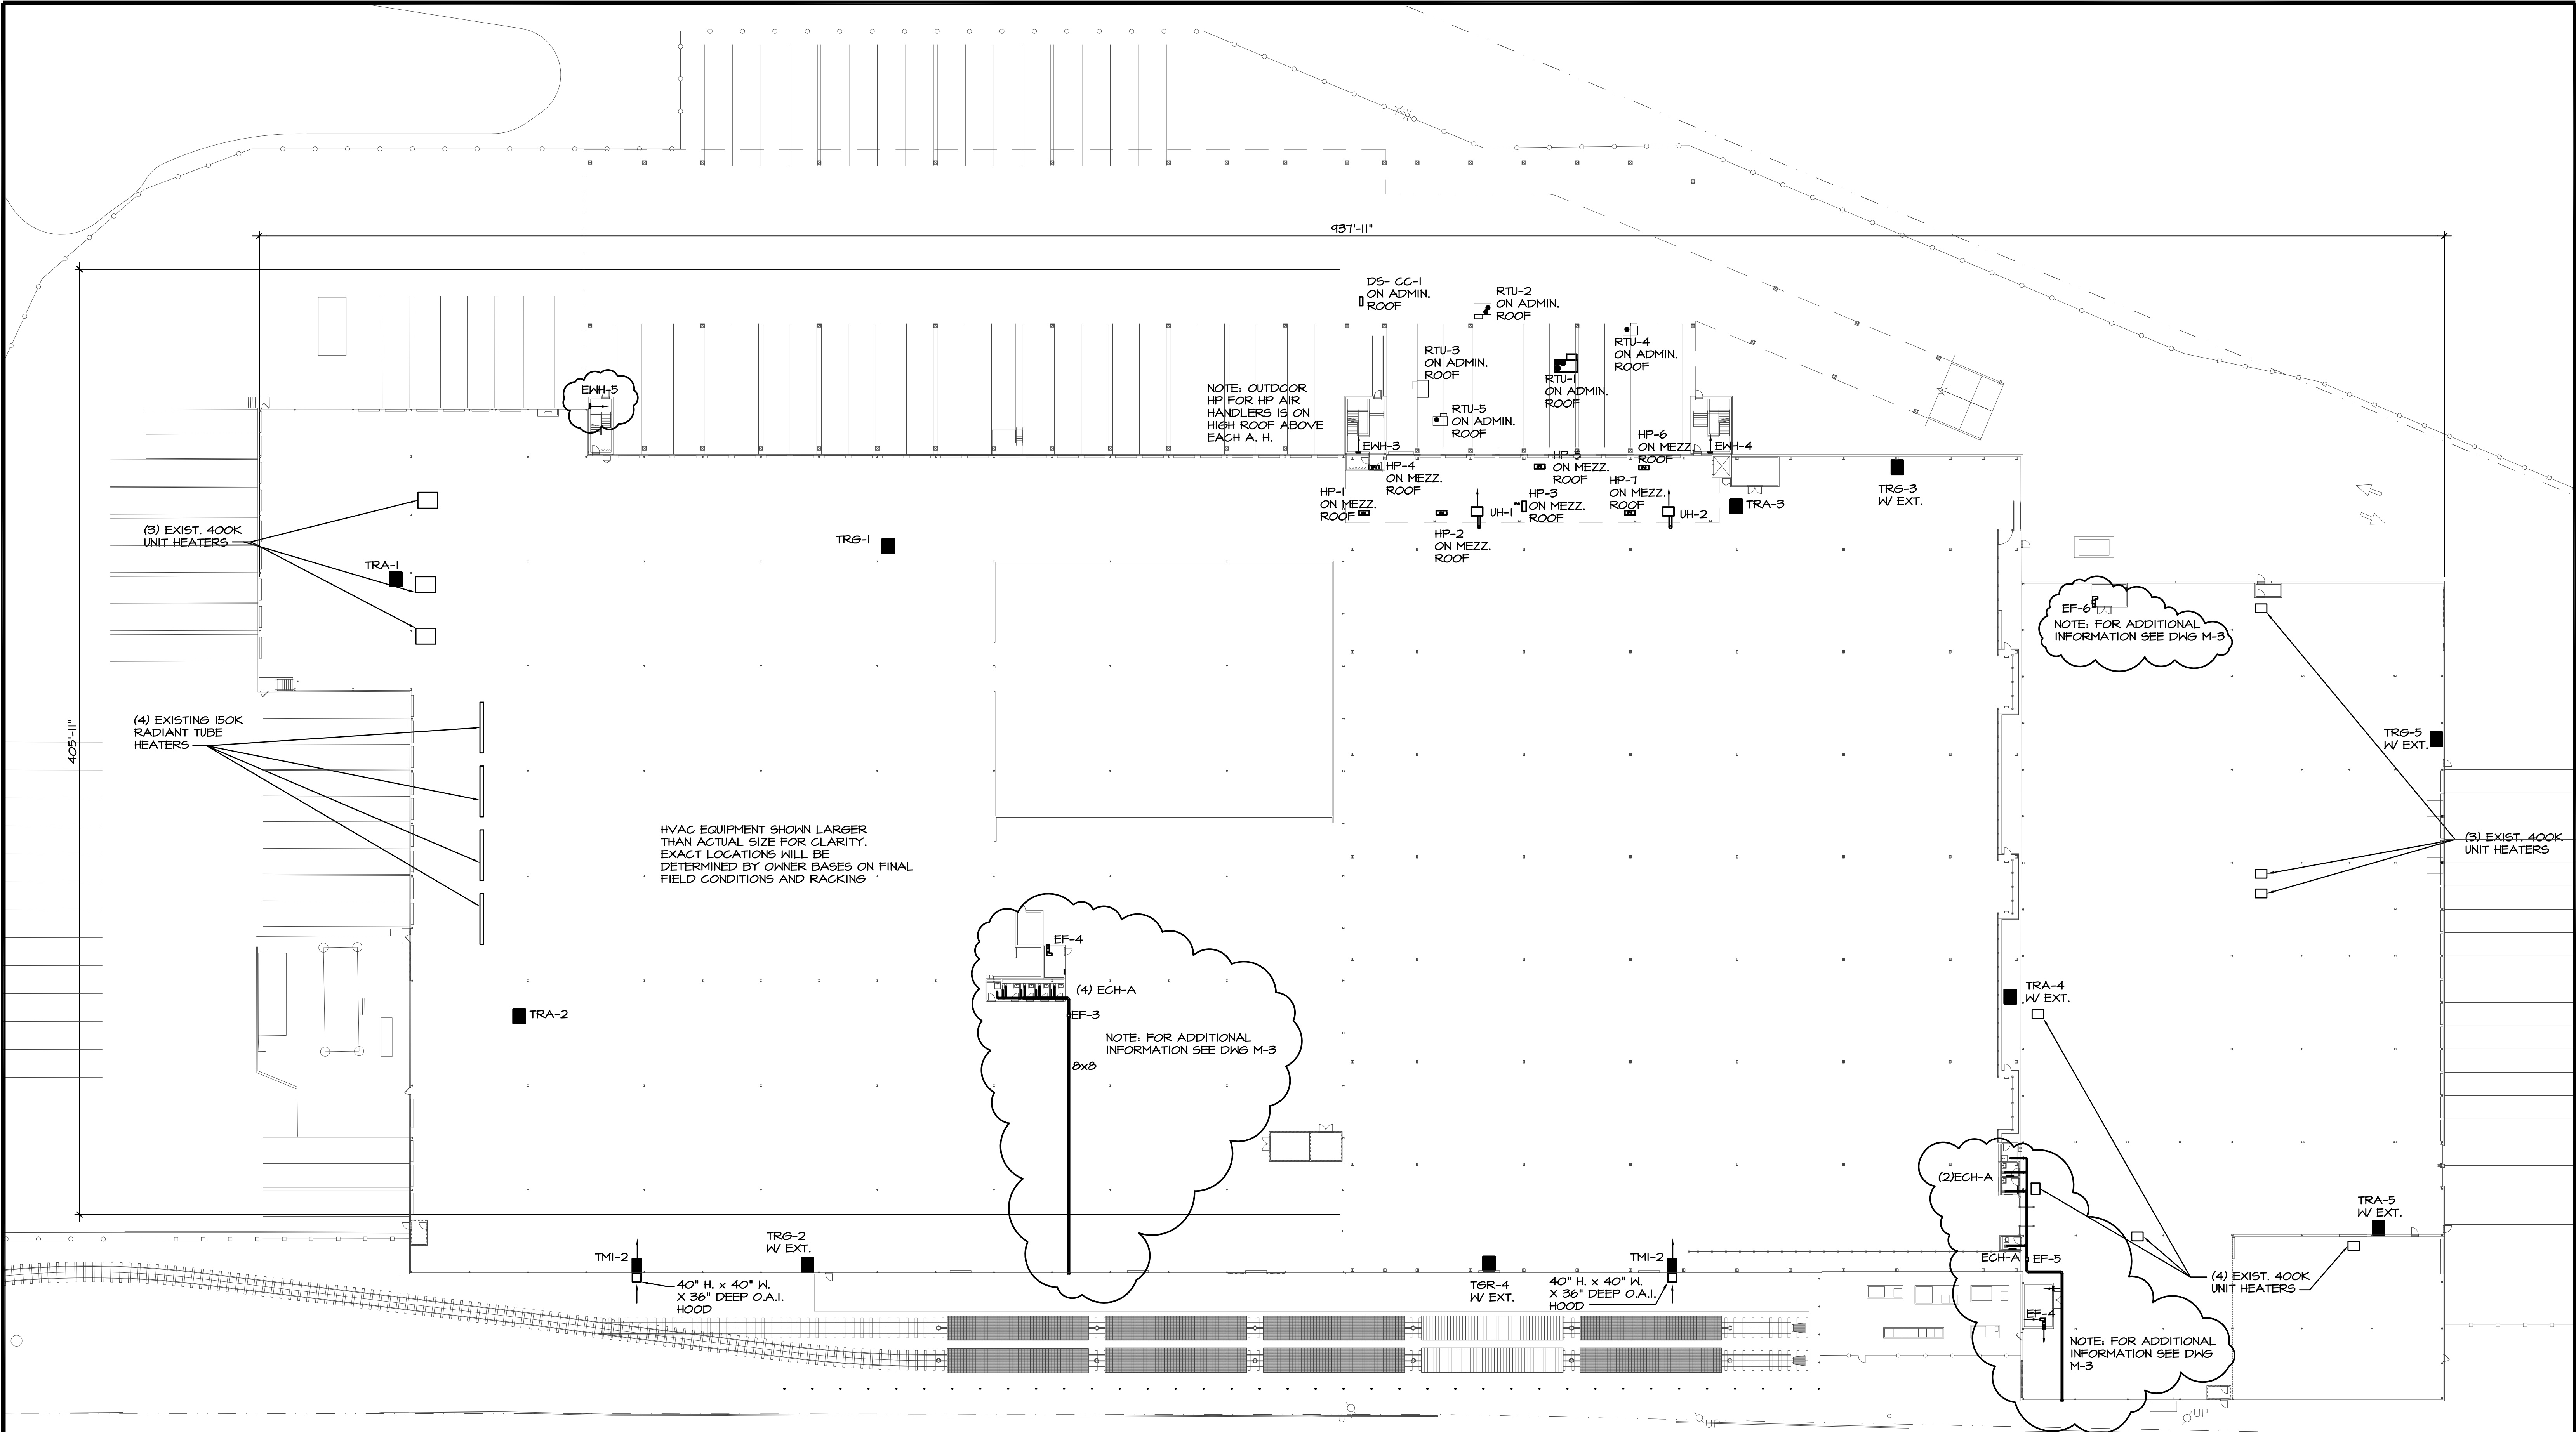 937'-11"
DS- CC-1
ON ADMIN.
ROOF
RTU-2
ON ADMIN.
ROOF
RTU-3
ON ADMIN.
ROOF
RTU-4
ON ADMIN.
ROOF
RTU-1
ON ADMIN.
ROOF
RTU-5
ON ADMIN.
ROOF
EWH-5
NOTE: OUTDOOR
HP FOR HP AIR
HANDLERS IS ON
HIGH ROOF ABOVE
EACH A. H.
EWH-3
HP-4
ON MEZZ.
ROOF
HP-6
ON MEZZ.
ROOF
EWH-4
ON MEZZ.
ROOF
HP-1
ON MEZZ.
ROOF
HP-2
ON MEZZ.
ROOF
UH-1
HP-3
ON MEZZ.
ROOF
HP-7
ON MEZZ.
ROOF
UH-2
TRA-3
TRG-3
W/ EXT.
(3) EXIST. 400K
UNIT HEATERS
TRA-1
TRG-1
EF-6
NOTE: FOR ADDITIONAL
INFORMATION SEE DWG M-3
405'-11"
(4) EXISTING 150K
RADIANT TUBE
HEATERS
TRG-5
W/ EXT.
HVAC EQUIPMENT SHOWN LARGER
THAN ACTUAL SIZE FOR CLARITY.
EXACT LOCATIONS WILL BE
DETERMINED BY OWNER BASES ON FINAL
FIELD CONDITIONS AND RACKING
(3) EXIST. 400K
UNIT HEATERS
EF-4
(4) ECH-A
EF-3
NOTE: FOR ADDITIONAL
INFORMATION SEE DWG M-3
8x8
TRA-2
TRA-4
W/ EXT.
(2)ECH-A
TRA-5
W/ EXT.
TMI-2
40" H. x 40" W.
X 36" DEEP O.A.I.
HOOD
TRG-2
W/ EXT.
TGR-4
W/ EXT.
TMI-2
40" H. x 40" W.
X 36" DEEP O.A.I.
HOOD
ECH-A
EF-5
(4) EXIST. 400K
UNIT HEATERS
EF-4
NOTE: FOR ADDITIONAL
INFORMATION SEE DWG
M-3
UP
UP
UP